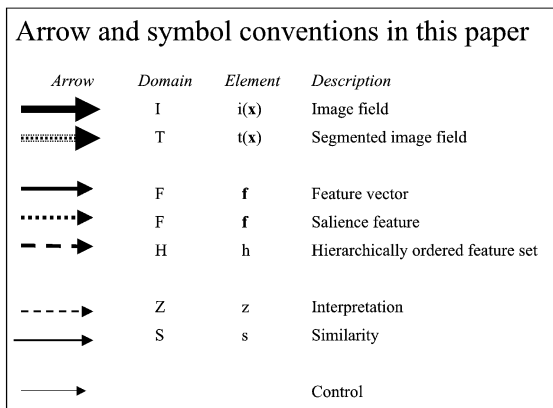 Arrow and symbol conventions in this paper
Arrow Domain Element Description
I i(x) Image field
T t(x) Segmented image field
F f Feature vector
F f Salience feature
H h Hierarchically ordered feature set
Z z Interpretation
S s Similarity
Control